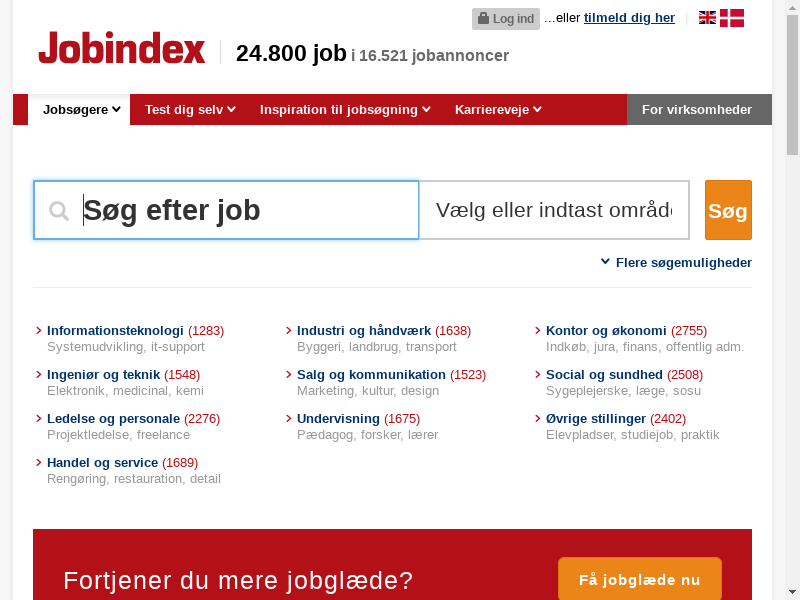 Log ind ...eller tilmeld dig her
Jobindex 24.800 job i 16.521 jobannoncer
Jobsøgere Test dig selv Inspiration til jobsøgning Karriereveje For virksomheder
Søg efter job Vælg eller indtast område Søg
Flere søgemuligheder
Informationsteknologi (1283) Industri og håndværk (1638) Kontor og økonomi (2755)
Systemudvikling, it-support Byggeri, landbrug, transport Indkøb, jura, finans, offentlig adm.
Ingeniør og teknik (1548) Salg og kommunikation (1523) Social og sundhed (2508)
Elektronik, medicinal, kemi Marketing, kultur, design Sygeplejerske, læge, sosu
Ledelse og personale (2276) Undervisning (1675) Øvrige stillinger (2402)
Projektledelse, freelance Pædagog, forsker, lærer Elevpladser, studiejob, praktik
Handel og service (1689)
Rengøring, restauration, detail
Fortjener du mere jobglæde? Få jobglæde nu